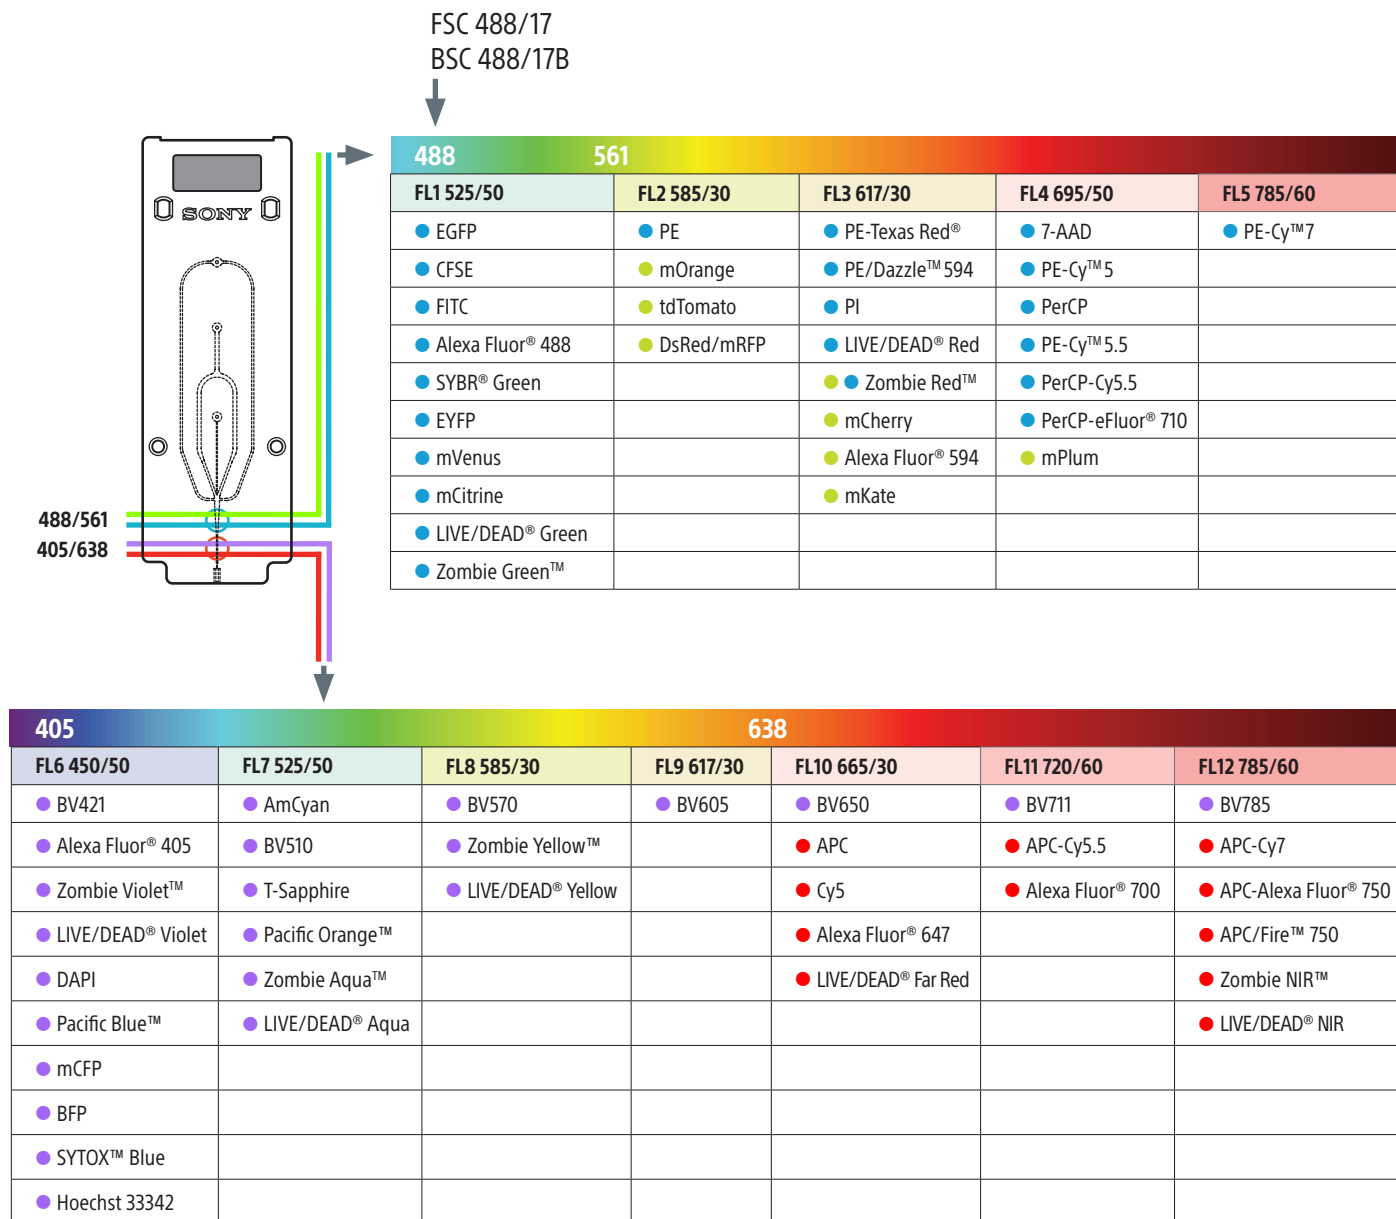 FSC 488/17
BSC 488/17B
488 561
FL1 525/50 FL2 585/30 FL3 617/30 FL4 695/50 FL5 785/60
EGFP PE PE-Texas Red® 7-AAD PE-Cy™7
CFSE mOrange PE/Dazzle™ 594 PE-Cy™5
FITC tdTomato PI PerCP
Alexa Fluor® 488 DsRed/mRFP LIVE/DEAD® Red PE-Cy™5.5
SYBR® Green Zombie Red™ PerCP-Cy5.5
EYFP mCherry PerCP-eFluor® 710
mVenus Alexa Fluor® 594 mPlum
mCitrine mKate
LIVE/DEAD® Green
Zombie Green™
SONY
488/561
405/638
405 638
FL6 450/50 FL7 525/50 FL8 585/30 FL9 617/30 FL10 665/30 FL11 720/60 FL12 785/60
BV421 AmCyan BV570 BV605 BV650 BV711 BV785
Alexa Fluor® 405 BV510 Zombie Yellow™ APC APC-Cy5.5 APC-Cy7
Zombie Violet™ T-Sapphire LIVE/DEAD® Yellow Cy5 Alexa Fluor® 700 APC-Alexa Fluor® 750
LIVE/DEAD® Violet Pacific Orange™ Alexa Fluor® 647 APC/Fire™ 750
DAPI Zombie Aqua™ LIVE/DEAD® Far Red Zombie NIR™
Pacific Blue™ LIVE/DEAD® Aqua LIVE/DEAD® NIR
mCFP
BFP
SYTOX™ Blue
Hoechst 33342